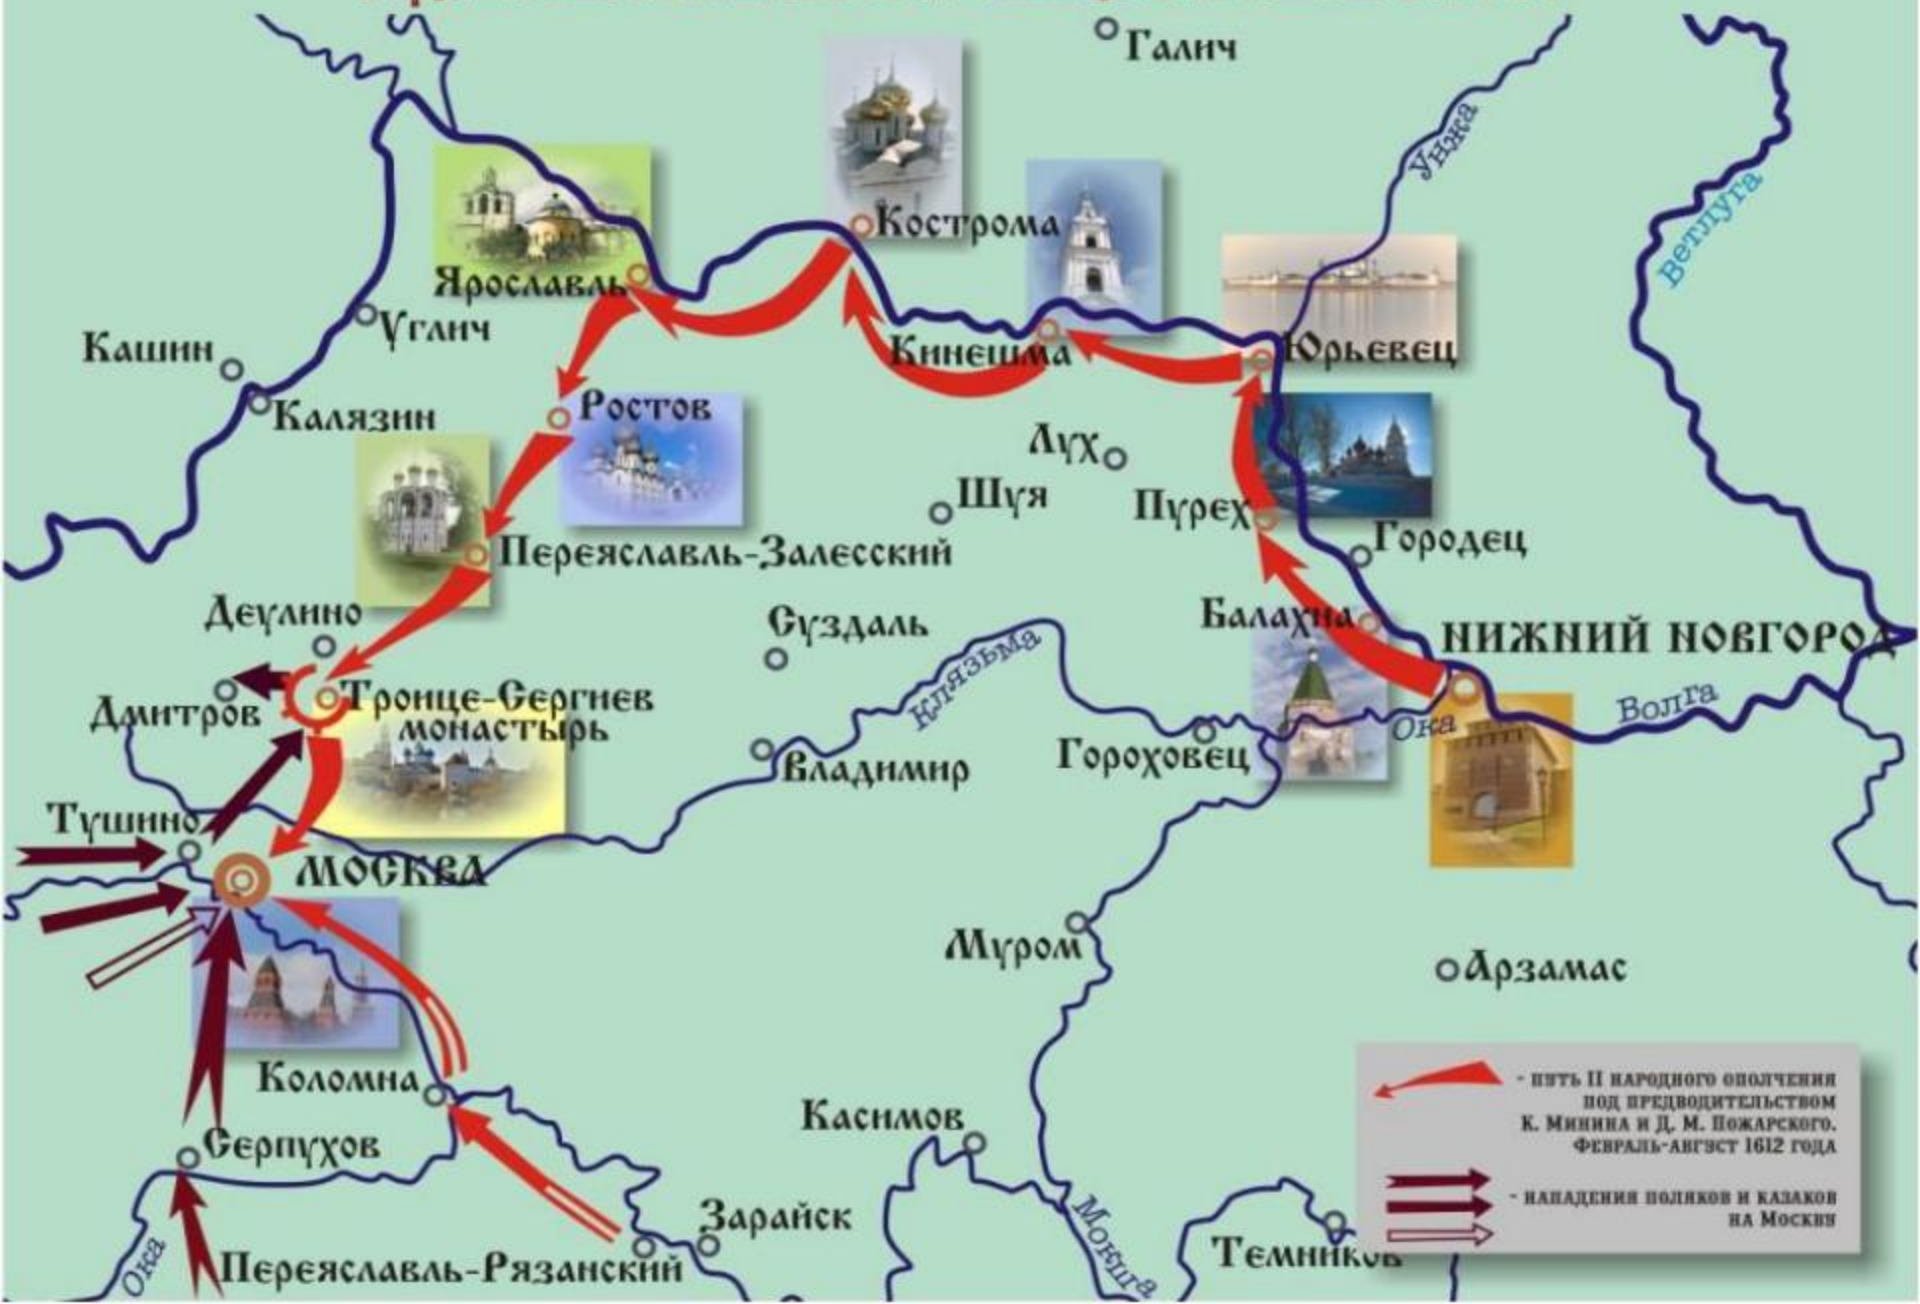 Галич
Унжа
Ветлуга
Кострома
Ярославль
Углич
Кашин
Кинешма
Юрьевец
Калязин
Ростов
Лух
Шуя
Пурех
Городец
Переяславль-Залесский
Деулино
Суздаль
Балахна
НИЖНИЙ НОВГОРОД
Клязьма
Троице-Сергиев
монастырь
Дмитров
Волга
Ока
Владимир
Гороховец
Тушино
МОСКВА
Муром
Арзамас
Коломна
Касимов
Серпухов
Зарайск
Мокша
Темников
Ока
Переяславль-Рязанский
- ПУТЬ II НАРОДНОГО ОПОЛЧЕНИЯ
ПОД ПРЕДВОДИТЕЛЬСТВОМ
К. МИНИНА И Д. М. ПОЖАРСКОГО.
ФЕВРАЛЬ-АВГУСТ 1612 ГОДА
- НАПАДЕНИЯ ПОЛЯКОВ И КАЗАКОВ
НА МОСКВУ